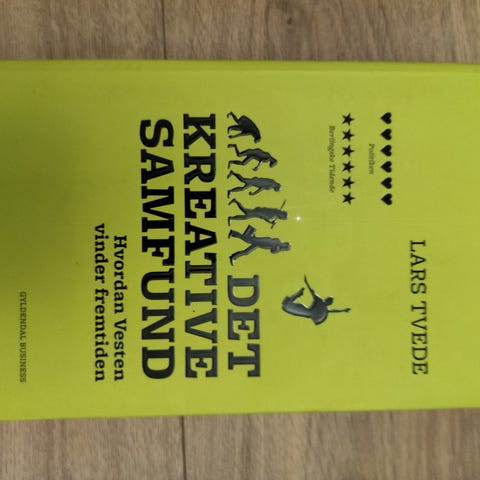 LARS TVEDE
♥♥♥♥♥♥
Politiken
★★★★★★
Berlingske Tidende
DET
KREATIVE
SAMFUND
Hvordan Vesten
vinder fremtiden
GYLDENDAL BUSINESS